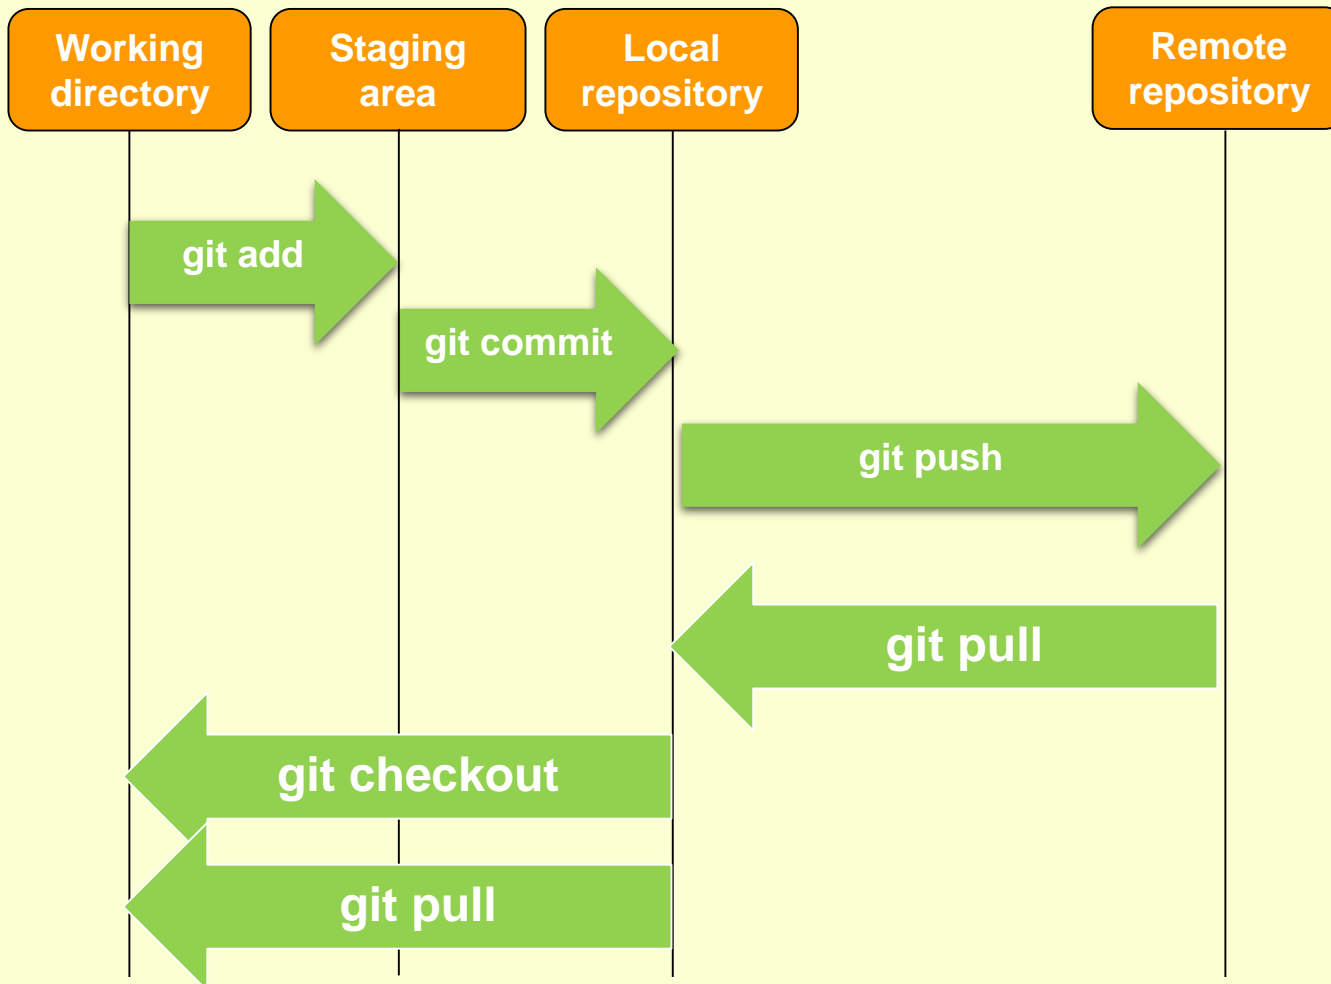 Working
directory
Staging
area
Local
repository
Remote
repository
git add
git commit
git push
git pull
git checkout
git pull